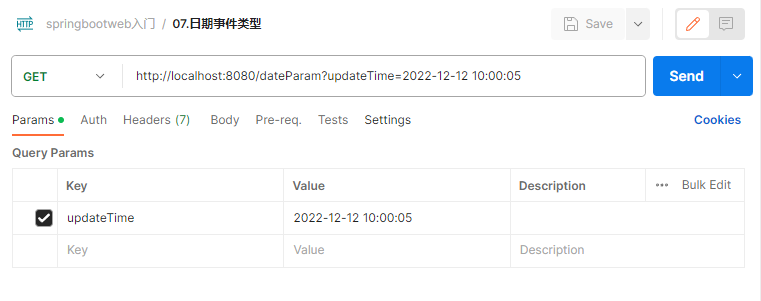 HTTP springbootweb入门 / 07.日期事件类型 Save
GET http://localhost:8080/dateParam?updateTime=2022-12-12 10:00:05 Send
Params Auth Headers (7) Body Pre-req. Tests Settings Cookies
Query Params
Key Value Description ••• Bulk Edit
updateTime 2022-12-12 10:00:05
Key Value Description